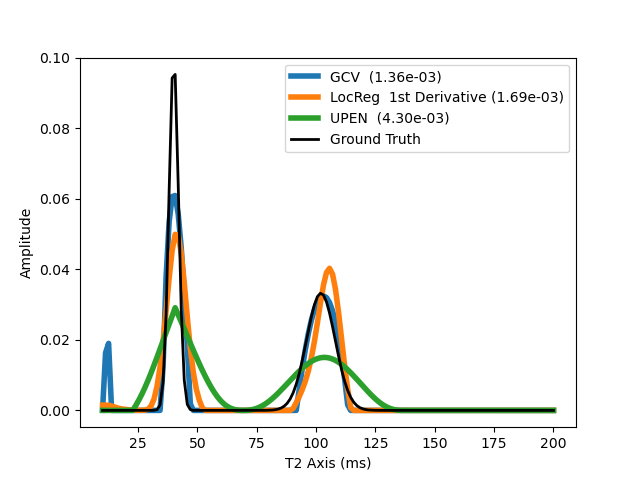 0.10
0.08
0.06
0.04
0.02
0.00
Amplitude
GCV  (1.36e-03)
LocReg  1st Derivative (1.69e-03)
UPEN  (4.30e-03)
Ground Truth
25 50 75 100 125 150 175 200
T2 Axis (ms)